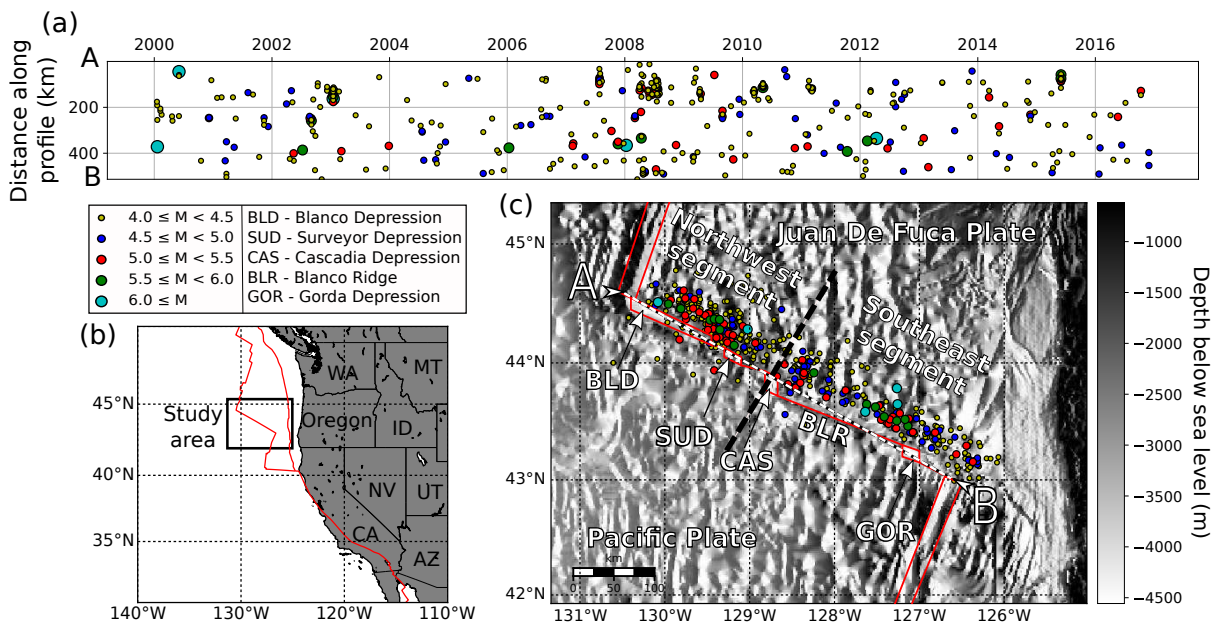 (a)
2000 2002 2004 2006 2008 2010 2012 2014 2016
A
Distance along
profile (km)
200
400
B
4.0 ≤ M < 4.5
4.5 ≤ M < 5.0
5.0 ≤ M < 5.5
5.5 ≤ M < 6.0
6.0 ≤ M
BLD - Blanco Depression
SUD - Surveyor Depression
CAS - Cascadia Depression
BLR - Blanco Ridge
GOR - Gorda Depression
(b)
45°N
40°N
35°N
140°W 130°W 120°W 110°W
Study
area
WA
MT
Oregon
ID
NV
UT
CA
AZ
(c)
45°N
44°N
43°N
42°N
131°W 130°W 129°W 128°W 127°W 126°W
Northwest
segment
Juan De Fuca Plate
Southeast
segment
A
BLD
SUD
CAS
BLR
GOR
B
Pacific Plate
km
0 100
−1000
−1500
−2000
−2500
−3000
−3500
−4000
−4500
Depth below sea level (m)